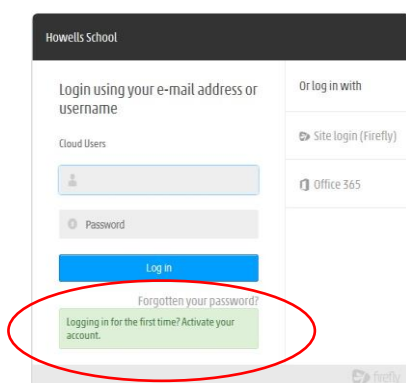 Howells School
Login using your e-mail address or
username
Or log in with
Cloud Users
Site login (Firefly)
Office 365
Password
Log in
Forgotten your password?
Logging in for the first time? Activate your
account.
firefly